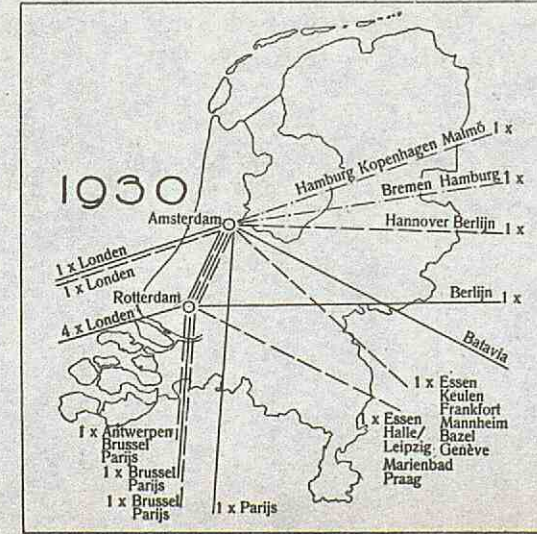 Hamburg Kopenhagen Malmö 1 x
Bremen Hamburg 1 x
1930
Amsterdam
Hannover Berlijn 1 x
1 x Londen
1 x Londen
Rotterdam
Berlijn 1 x
4 x Londen
Batavia
1 x Essen
Keulen
Frankfort
Mannheim
Bazel
Genève
x Essen
Halle/
Leipzig
Marienbad
Praag
1 x Antwerpen
Brussel
Parijs
1 x Brussel
Parijs
1 x Brussel
Parijs
1 x Parijs